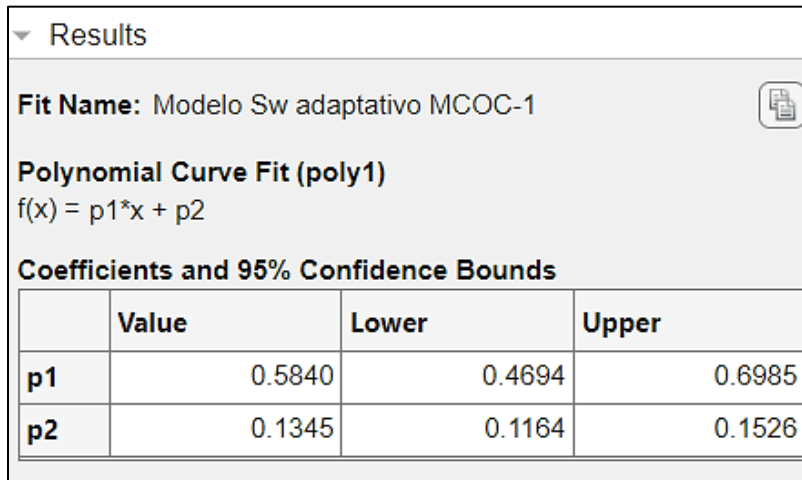 Results
Fit Name: Modelo Sw adaptativo MCOC-1
Polynomial Curve Fit (poly1)
f(x) = p1*x + p2
Coefficients and 95% Confidence Bounds
Value Lower Upper
p1 0.5840 0.4694 0.6985
p2 0.1345 0.1164 0.1526